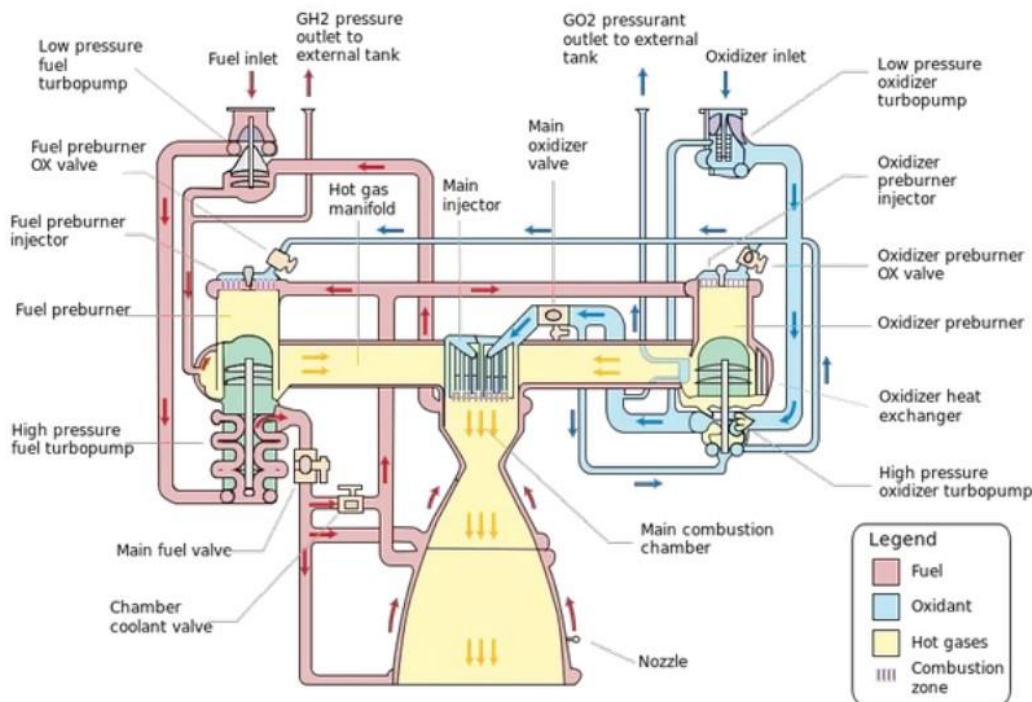 GH2 pressure
outlet to
external tank
GO2 pressurant
outlet to external
tank
Low pressure
fuel
turbopump
Fuel inlet
Oxidizer inlet
Low pressure
oxidizer
turbopump
Fuel preburner
OX valve
Main
oxidizer
valve
Oxidizer
preburner
injector
Hot gas
manifold
Main
injector
Fuel preburner
injector
Oxidizer preburner
OX valve
Fuel preburner
Oxidizer preburner
Oxidizer heat
exchanger
High pressure
fuel turbopump
High pressure
oxidizer turbopump
Main fuel valve
Main combustion
chamber
Chamber
coolant valve
Nozzle
Legend
Fuel
Oxidant
Hot gases
Combustion
zone